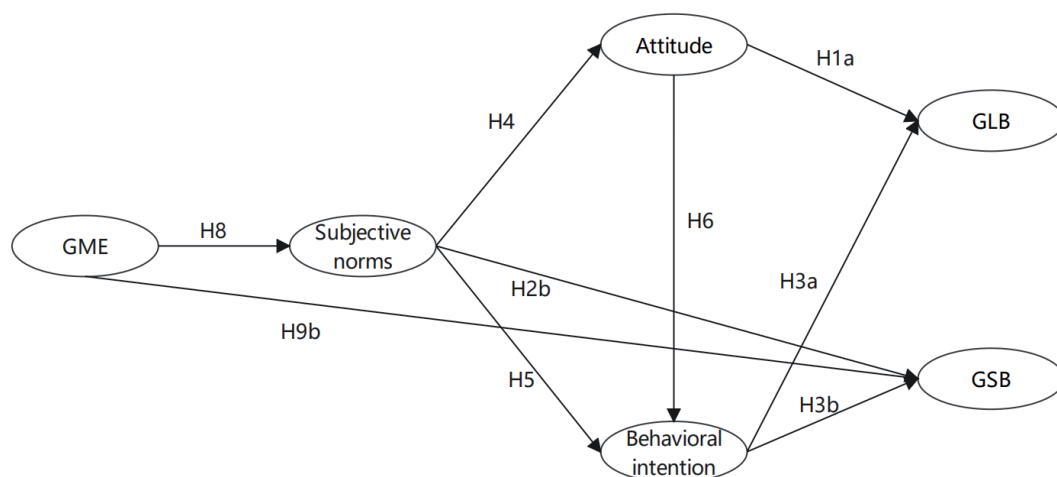 Attitude
H1a
GLB
H4
H6
GME
H8
Subjective
norms
H2b
H3a
H9b
H5
GSB
H3b
Behavioral
intention